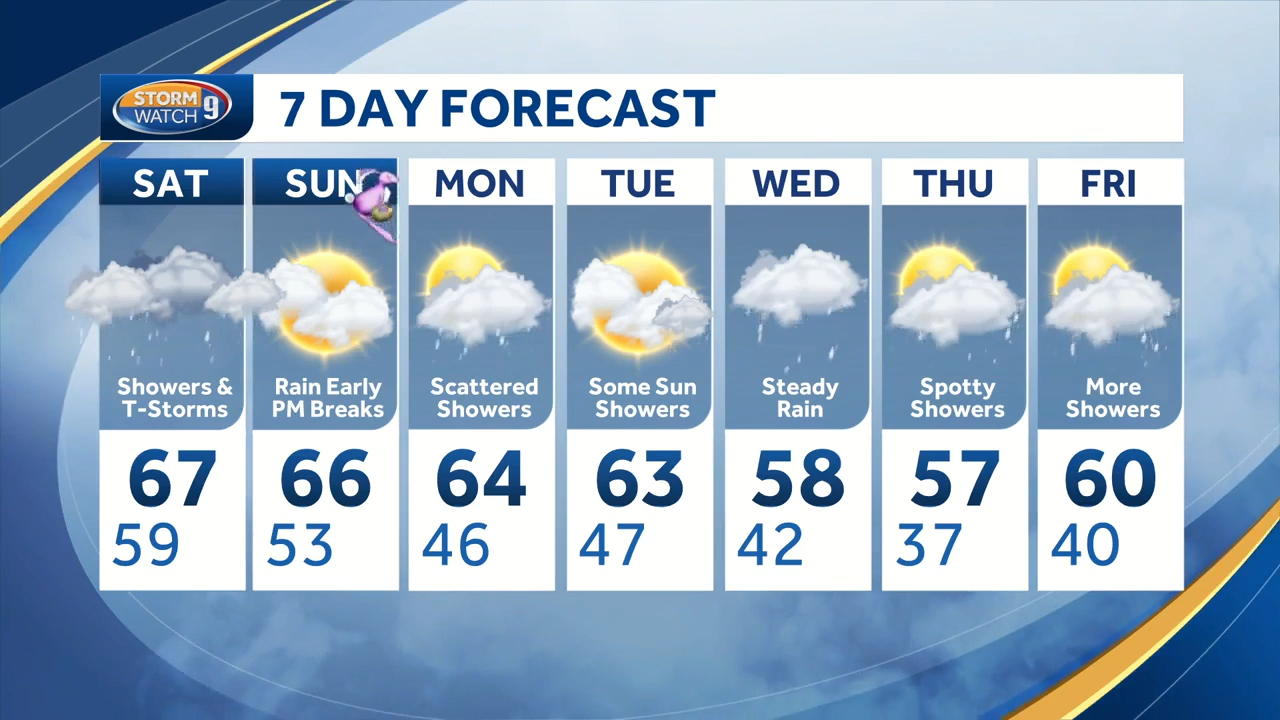 STORM
WATCH 9
7 DAY FORECAST
SAT
SUN
MON
TUE
WED
THU
FRI
Showers &
T-Storms
Rain Early
PM Breaks
Scattered
Showers
Some Sun
Showers
Steady
Rain
Spotty
Showers
More
Showers
67
66
64
63
58
57
60
59
53
46
47
42
37
40